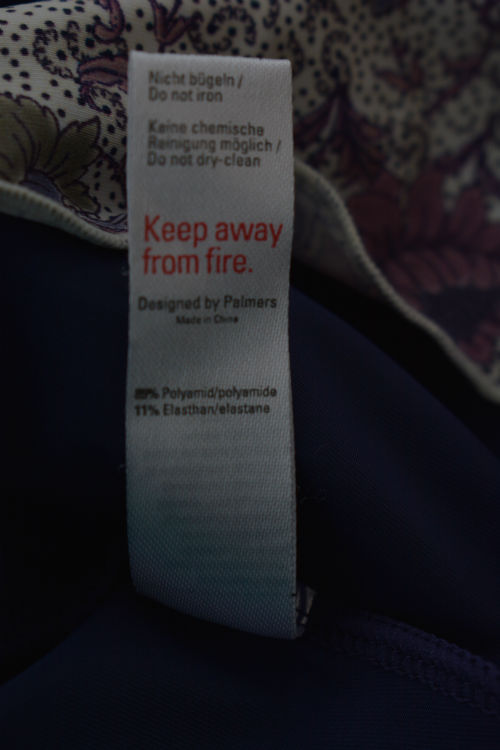 Nicht bügeln /
Do not iron
Keine chemische
Reinigung möglich /
Do not dry-clean
Keep away
from fire.
Designed by Palmers
Made in China
89% Polyamid/polyamide
11% Elasthan/elastane